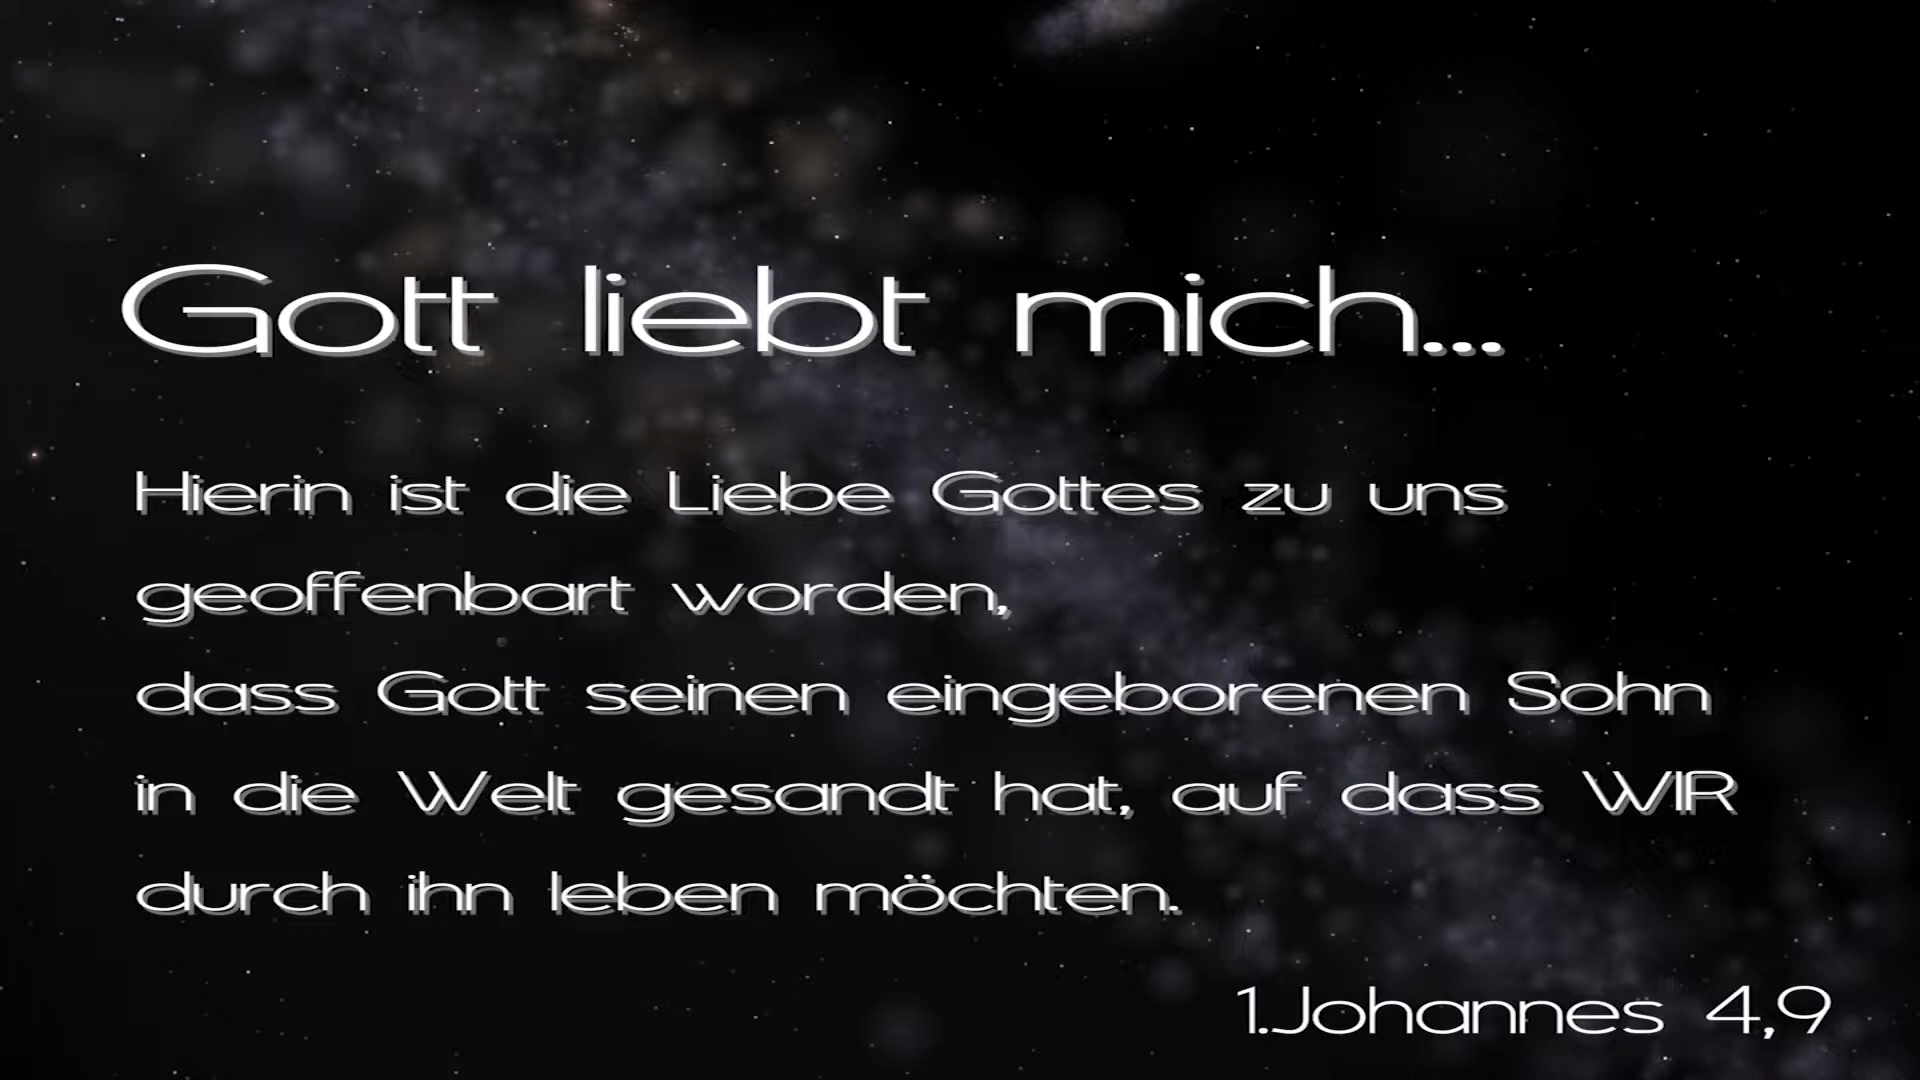 Gott liebt mich...
Hierin ist die Liebe Gottes zu uns
geoffenbart worden,
dass Gott seinen eingeborenen Sohn
in die Welt gesandt hat, auf dass WIR
durch ihn leben möchten.
1.Johannes 4,9